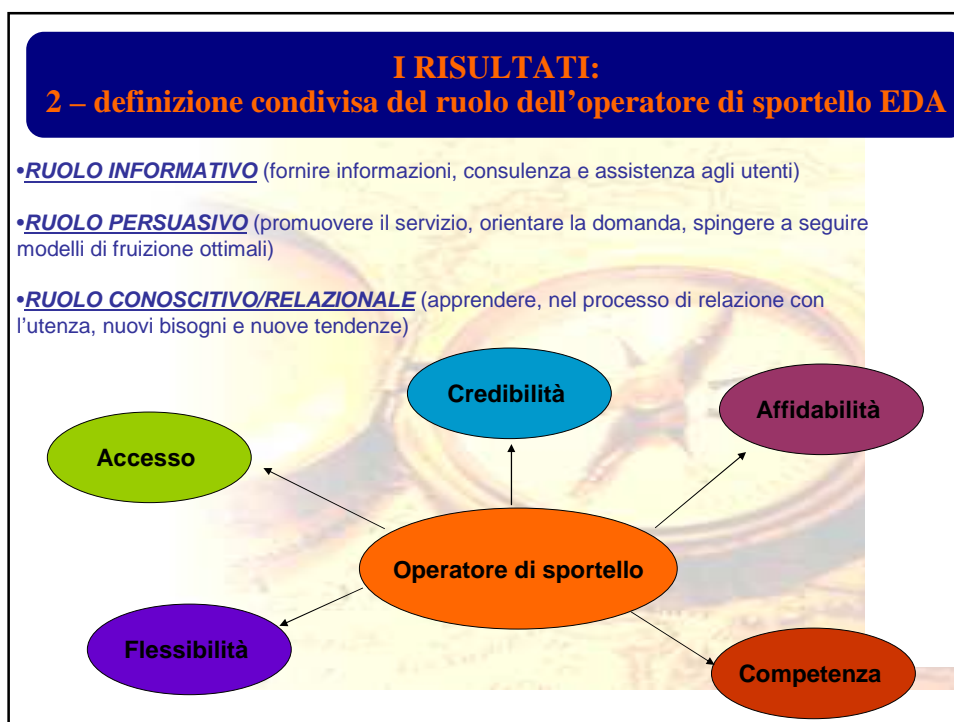 I RISULTATI:
2 – definizione condivisa del ruolo dell’operatore di sportello EDA
•RUOLO INFORMATIVO (fornire informazioni, consulenza e assistenza agli utenti)
•RUOLO PERSUASIVO (promuovere il servizio, orientare la domanda, spingere a seguire
modelli di fruizione ottimali)
•RUOLO CONOSCITIVO/RELAZIONALE (apprendere, nel processo di relazione con
l’utenza, nuovi bisogni e nuove tendenze)
Credibilità
Affidabilità
Accesso
Operatore di sportello
Flessibilità
Competenza